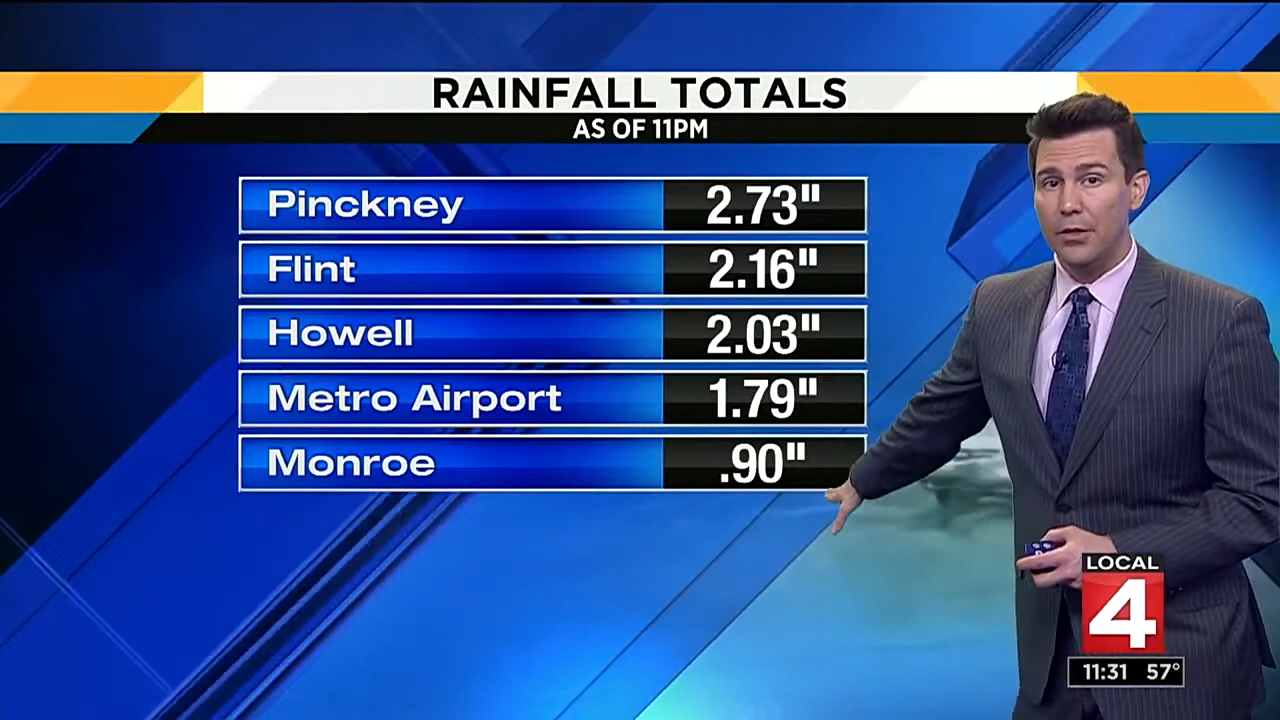 RAINFALL TOTALS
AS OF 11PM
Pinckney 2.73"
Flint 2.16"
Howell 2.03"
Metro Airport 1.79"
Monroe .90"
LOCAL
4
11:31 57°